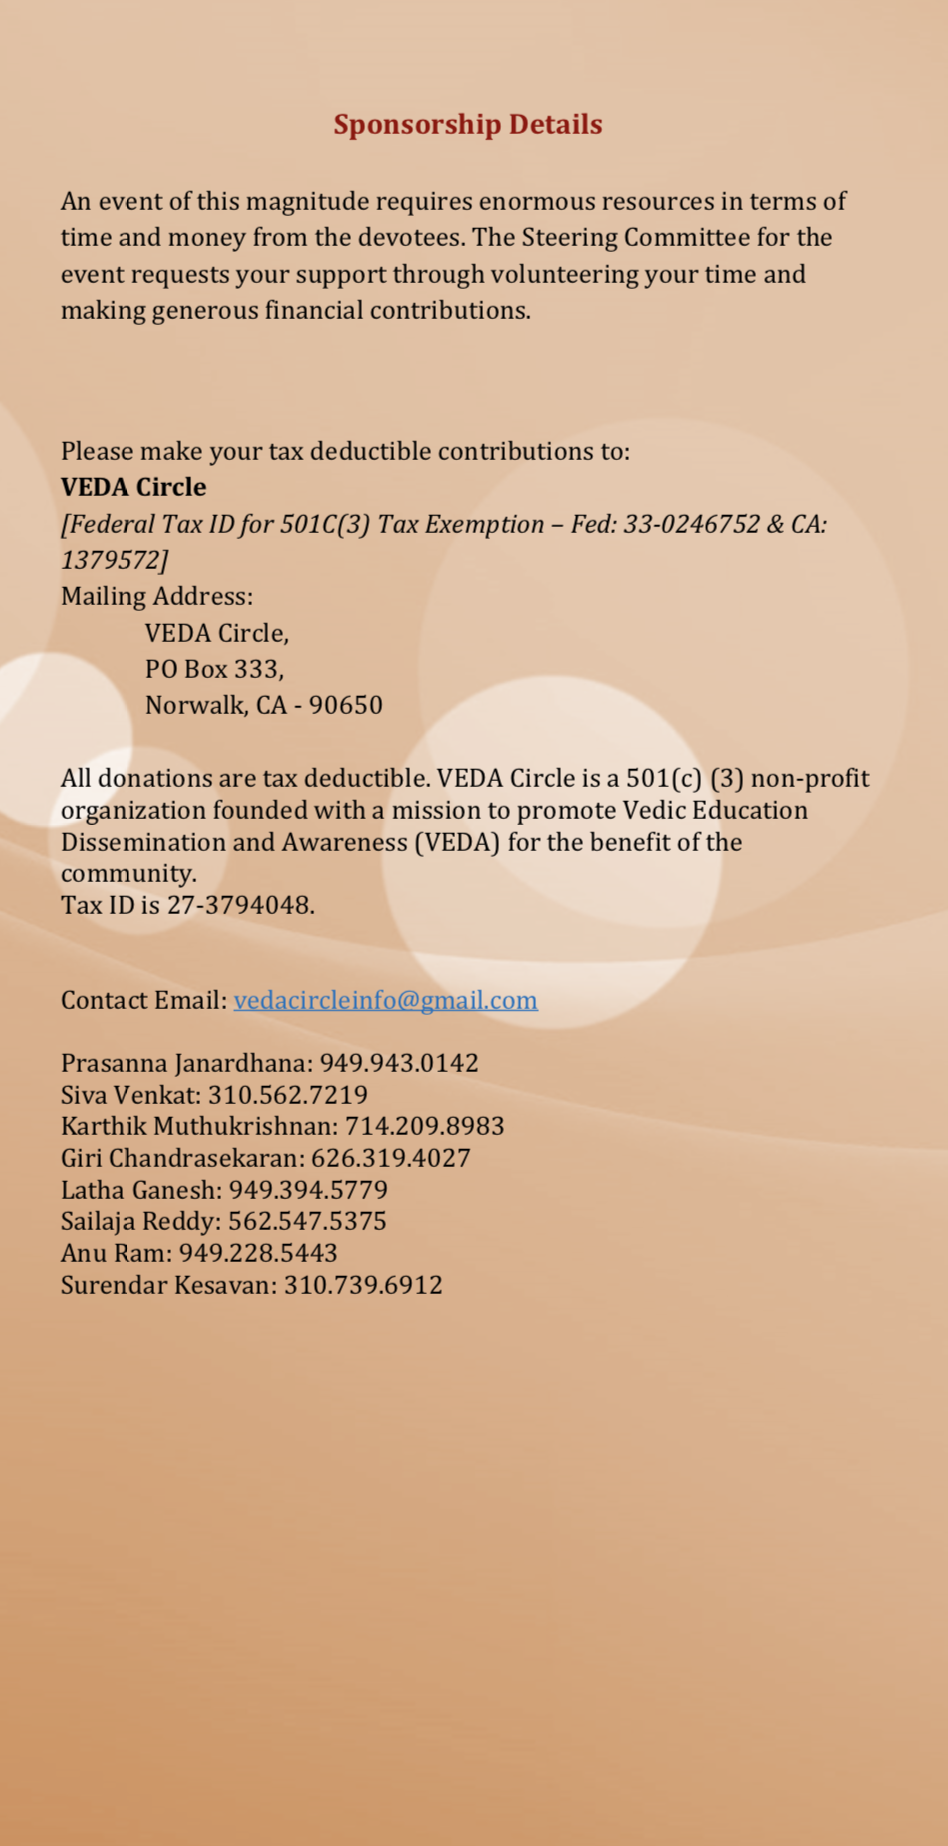 Sponsorship Details
An event of this magnitude requires enormous resources in terms of
time and money from the devotees. The Steering Committee for the
event requests your support through volunteering your time and
making generous financial contributions.
Please make your tax deductible contributions to:
VEDA Circle
[Federal Tax ID for 501C(3) Tax Exemption – Fed: 33-0246752 & CA:
1379572]
Mailing Address:
VEDA Circle,
PO Box 333,
Norwalk, CA - 90650
All donations are tax deductible. VEDA Circle is a 501(c) (3) non-profit
organization founded with a mission to promote Vedic Education
Dissemination and Awareness (VEDA) for the benefit of the
community.
Tax ID is 27-3794048.
Contact Email: vedacircleinfo@gmail.com
Prasanna Janardhana: 949.943.0142
Siva Venkat: 310.562.7219
Karthik Muthukrishnan: 714.209.8983
Giri Chandrasekaran: 626.319.4027
Latha Ganesh: 949.394.5779
Sailaja Reddy: 562.547.5375
Anu Ram: 949.228.5443
Surendar Kesavan: 310.739.6912